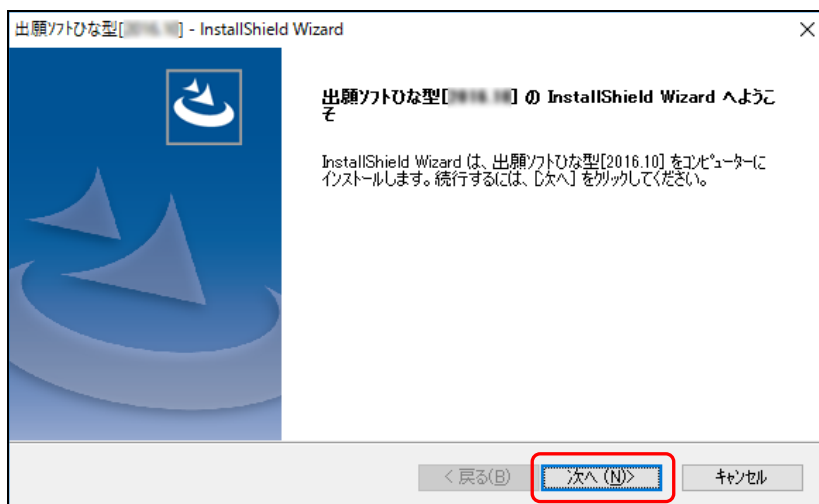 出願ソフトひな型[] - InstallShield Wizard
出願ソフトひな型[] の InstallShield Wizard へようこ
そ
InstallShield Wizard は、出願ソフトひな型[2016.10] をコンピューターに
インストールします。続行するには、[次へ] をクリックしてください。
< 戻る(B)
次へ (N)>
キャンセル